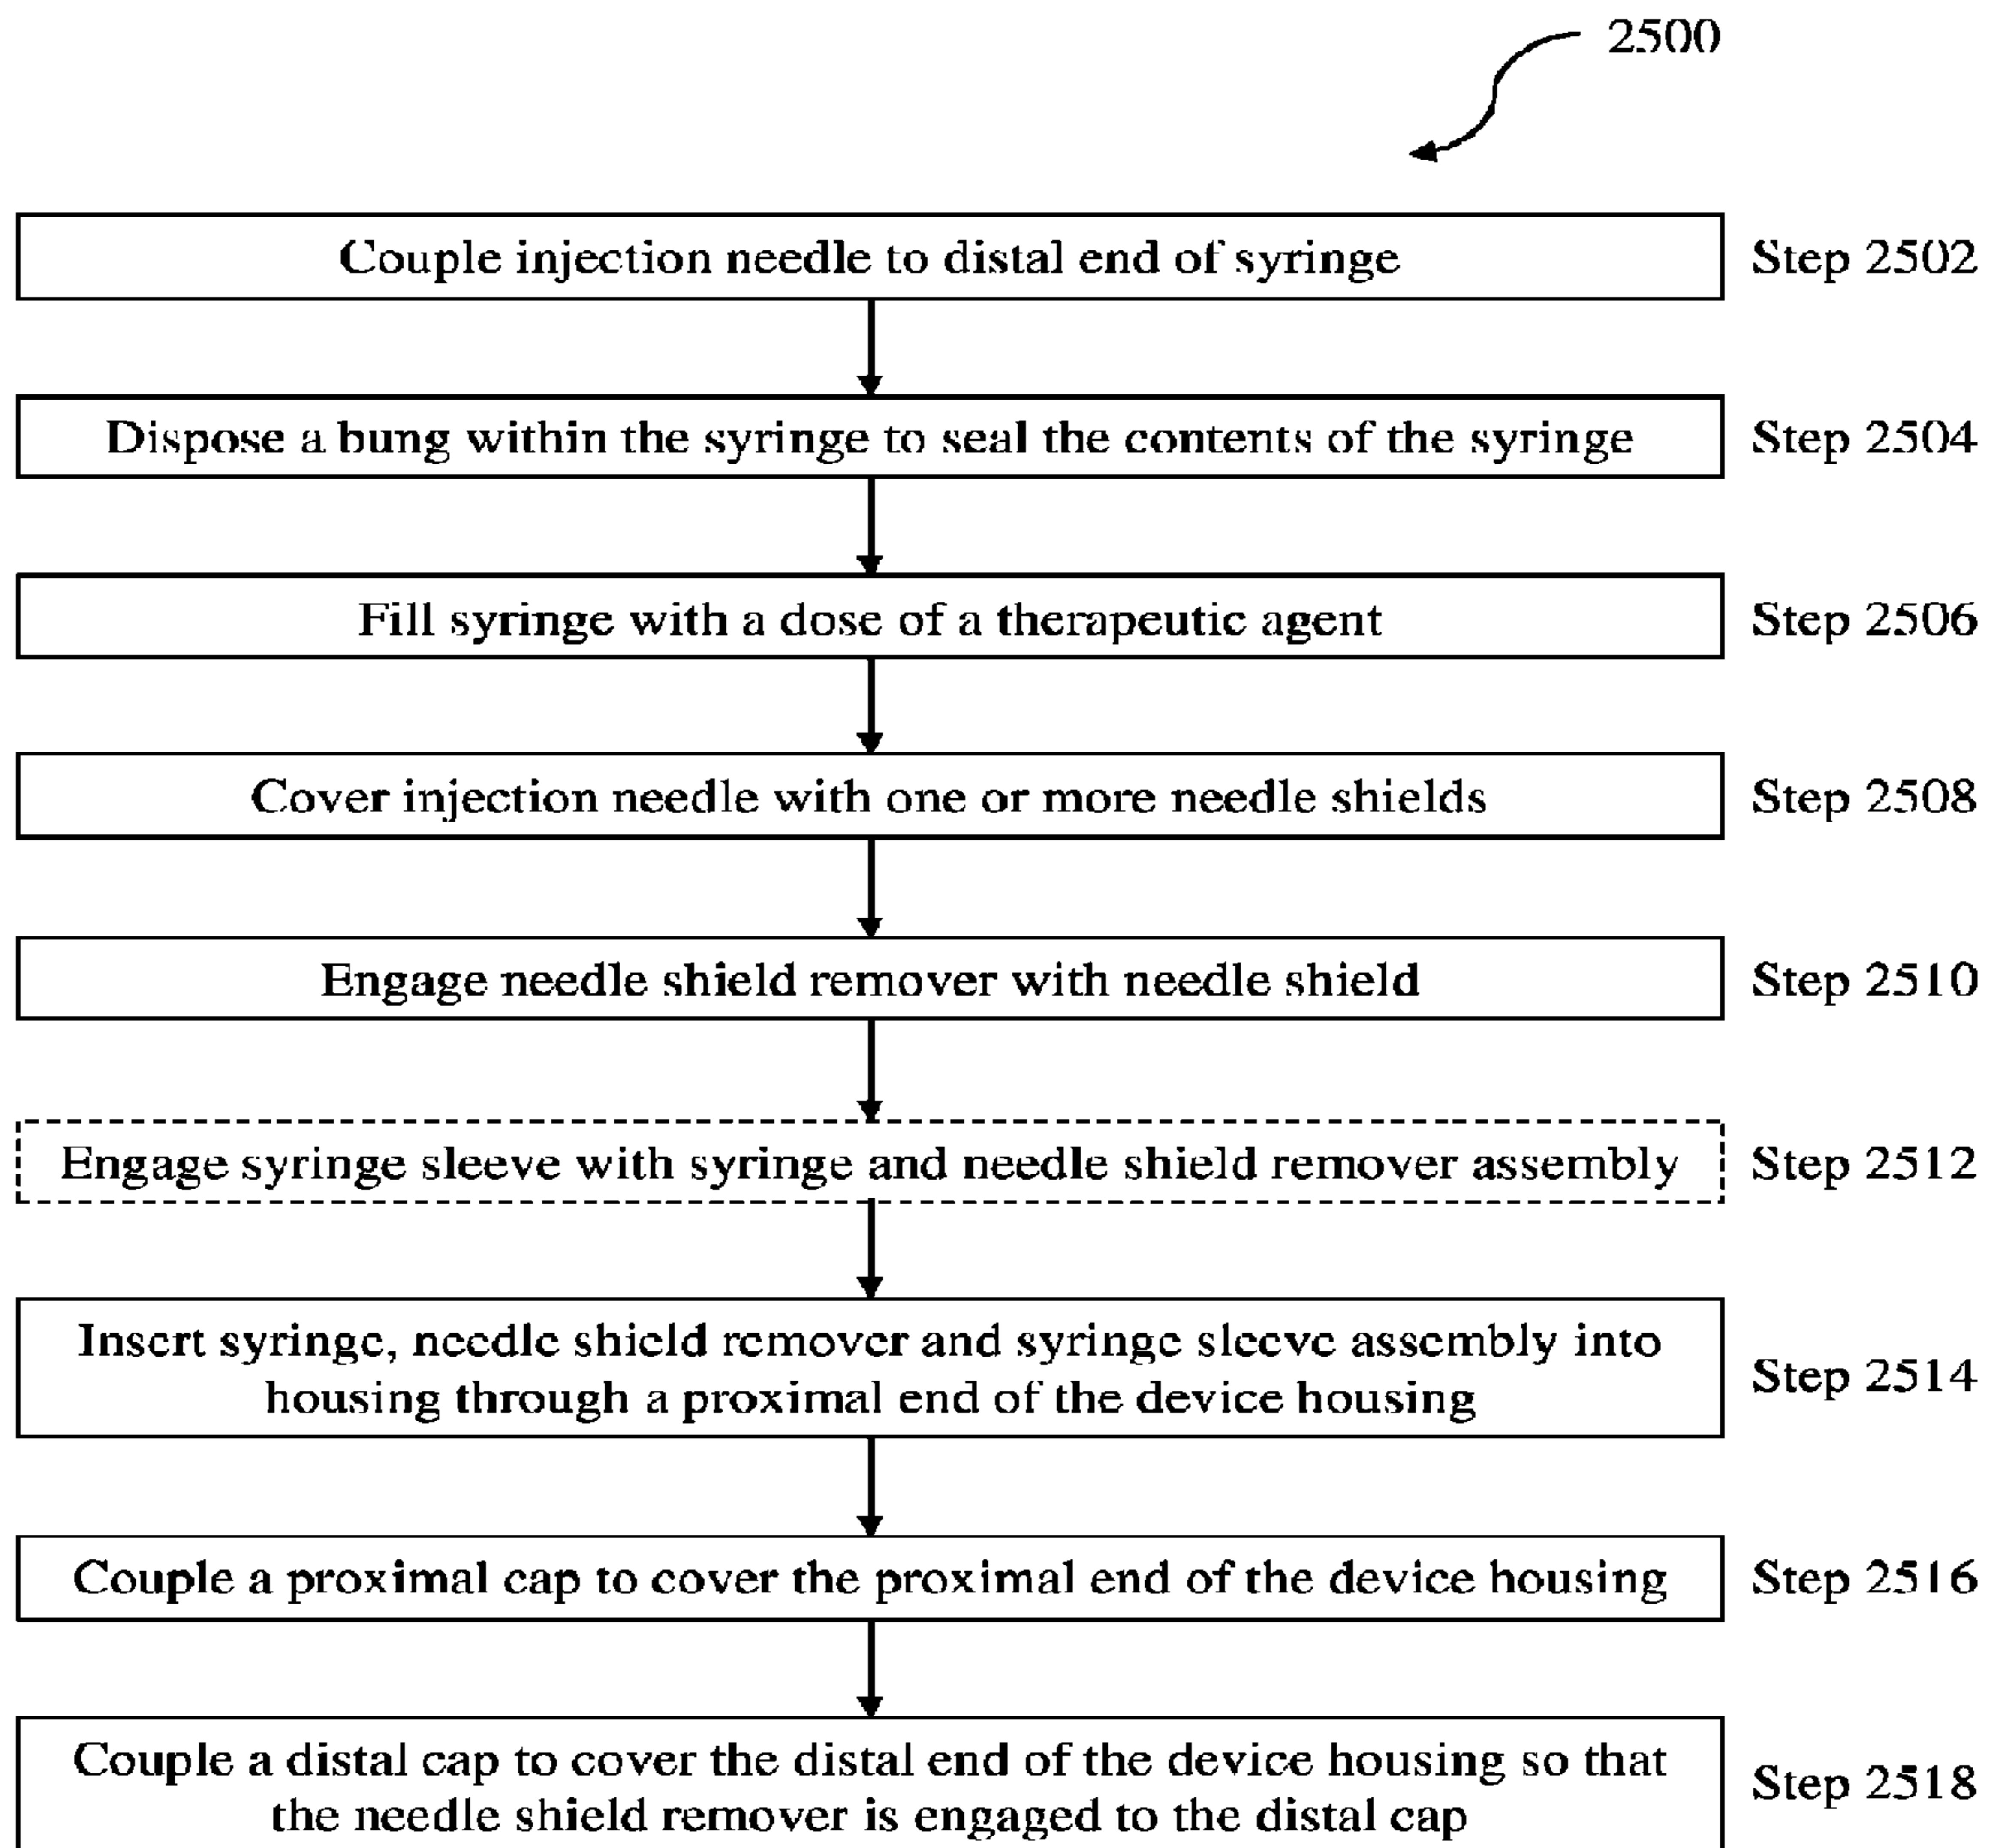 2500
Couple injection needle to distal end of syringe
Step 2502
Dispose a bung within the syringe to seal the contents of the syringe
Step 2504
Fill syringe with a dose of a therapeutic agent
Step 2506
Cover injection needle with one or more needle shields
Step 2508
Engage needle shield remover with needle shield
Step 2510
Engage syringe sleeve with syringe and needle shield remover assembly
Step 2512
Insert syringe, needle shield remover and syringe sleeve assembly into
housing through a proximal end of the device housing
Step 2514
Couple a proximal cap to cover the proximal end of the device housing
Step 2516
Couple a distal cap to cover the distal end of the device housing so that
the needle shield remover is engaged to the distal cap
Step 2518